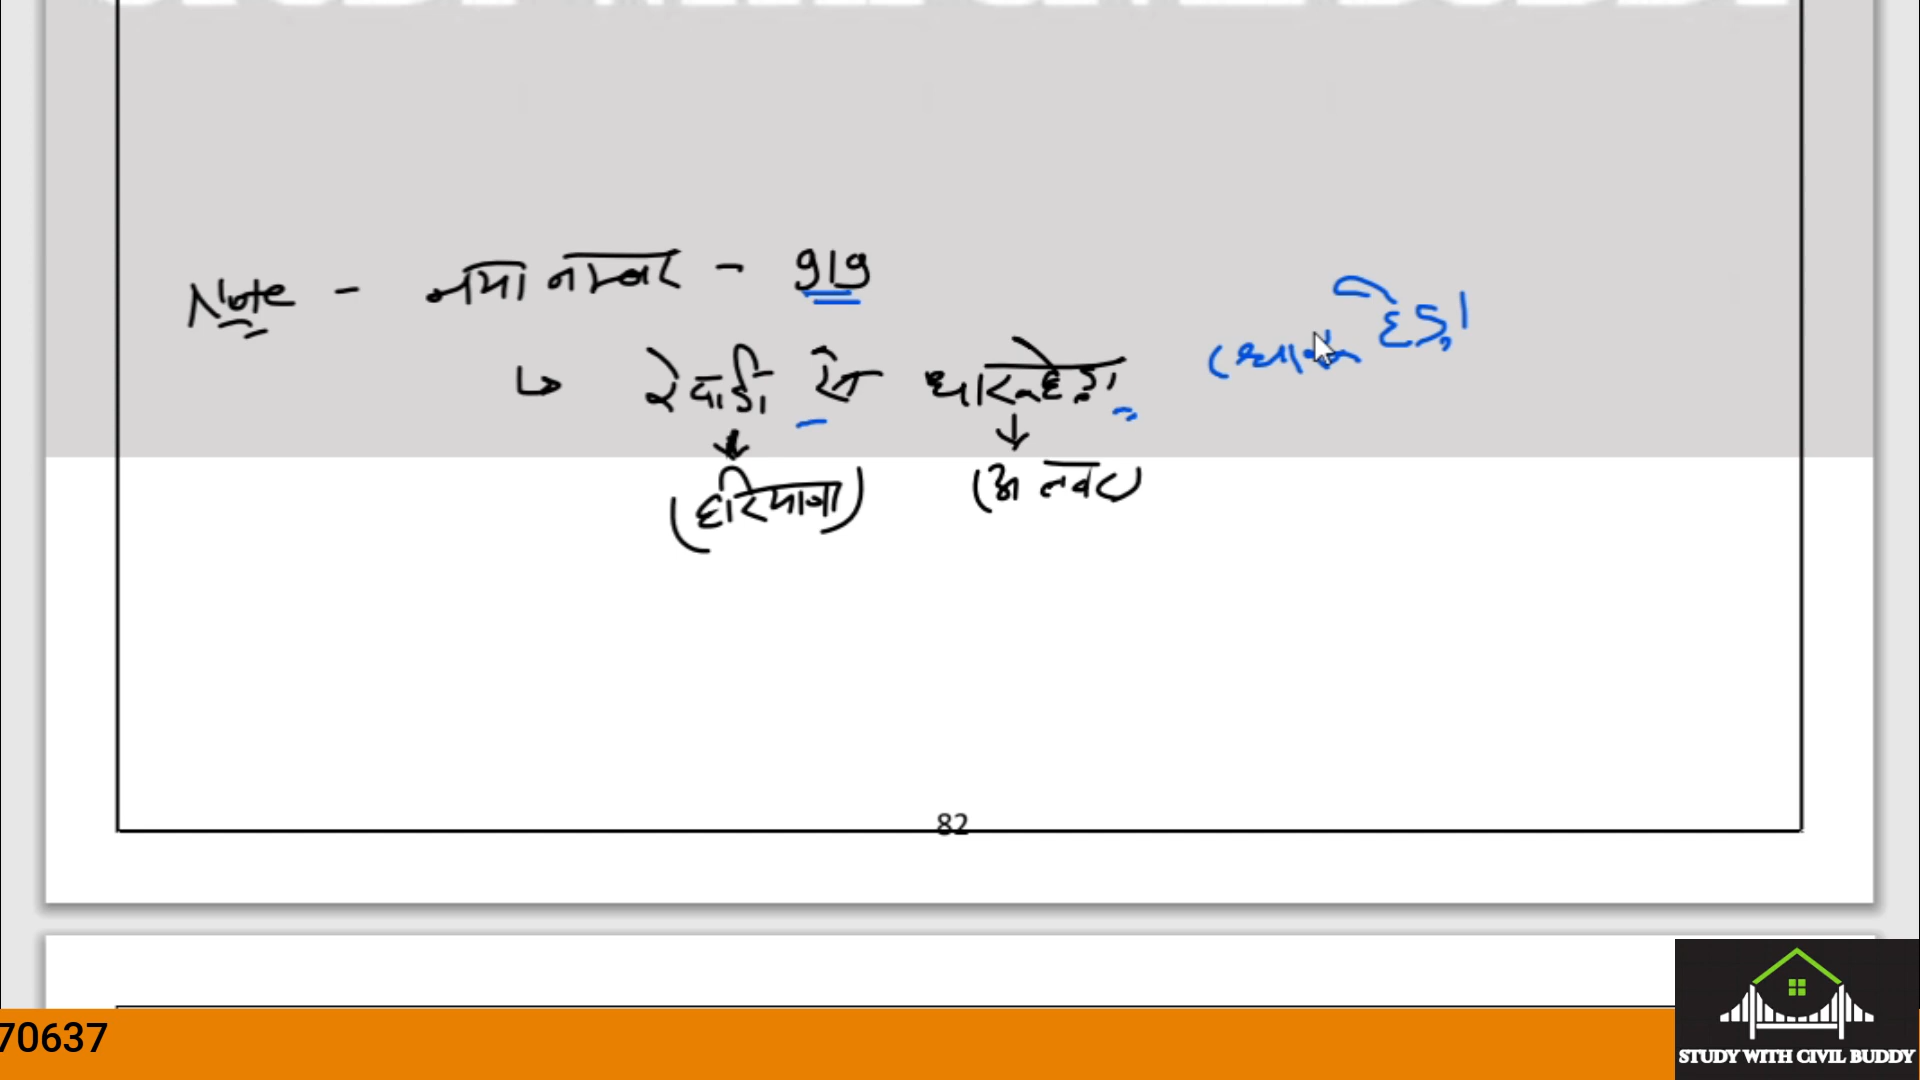 Note - नया नम्बर - 919
↳ रेवाड़ी से धारूहेड़ा
↓ ↓
(हरियाणा) (अलवर)
82
70637
STUDY WITH CIVIL BUDDY